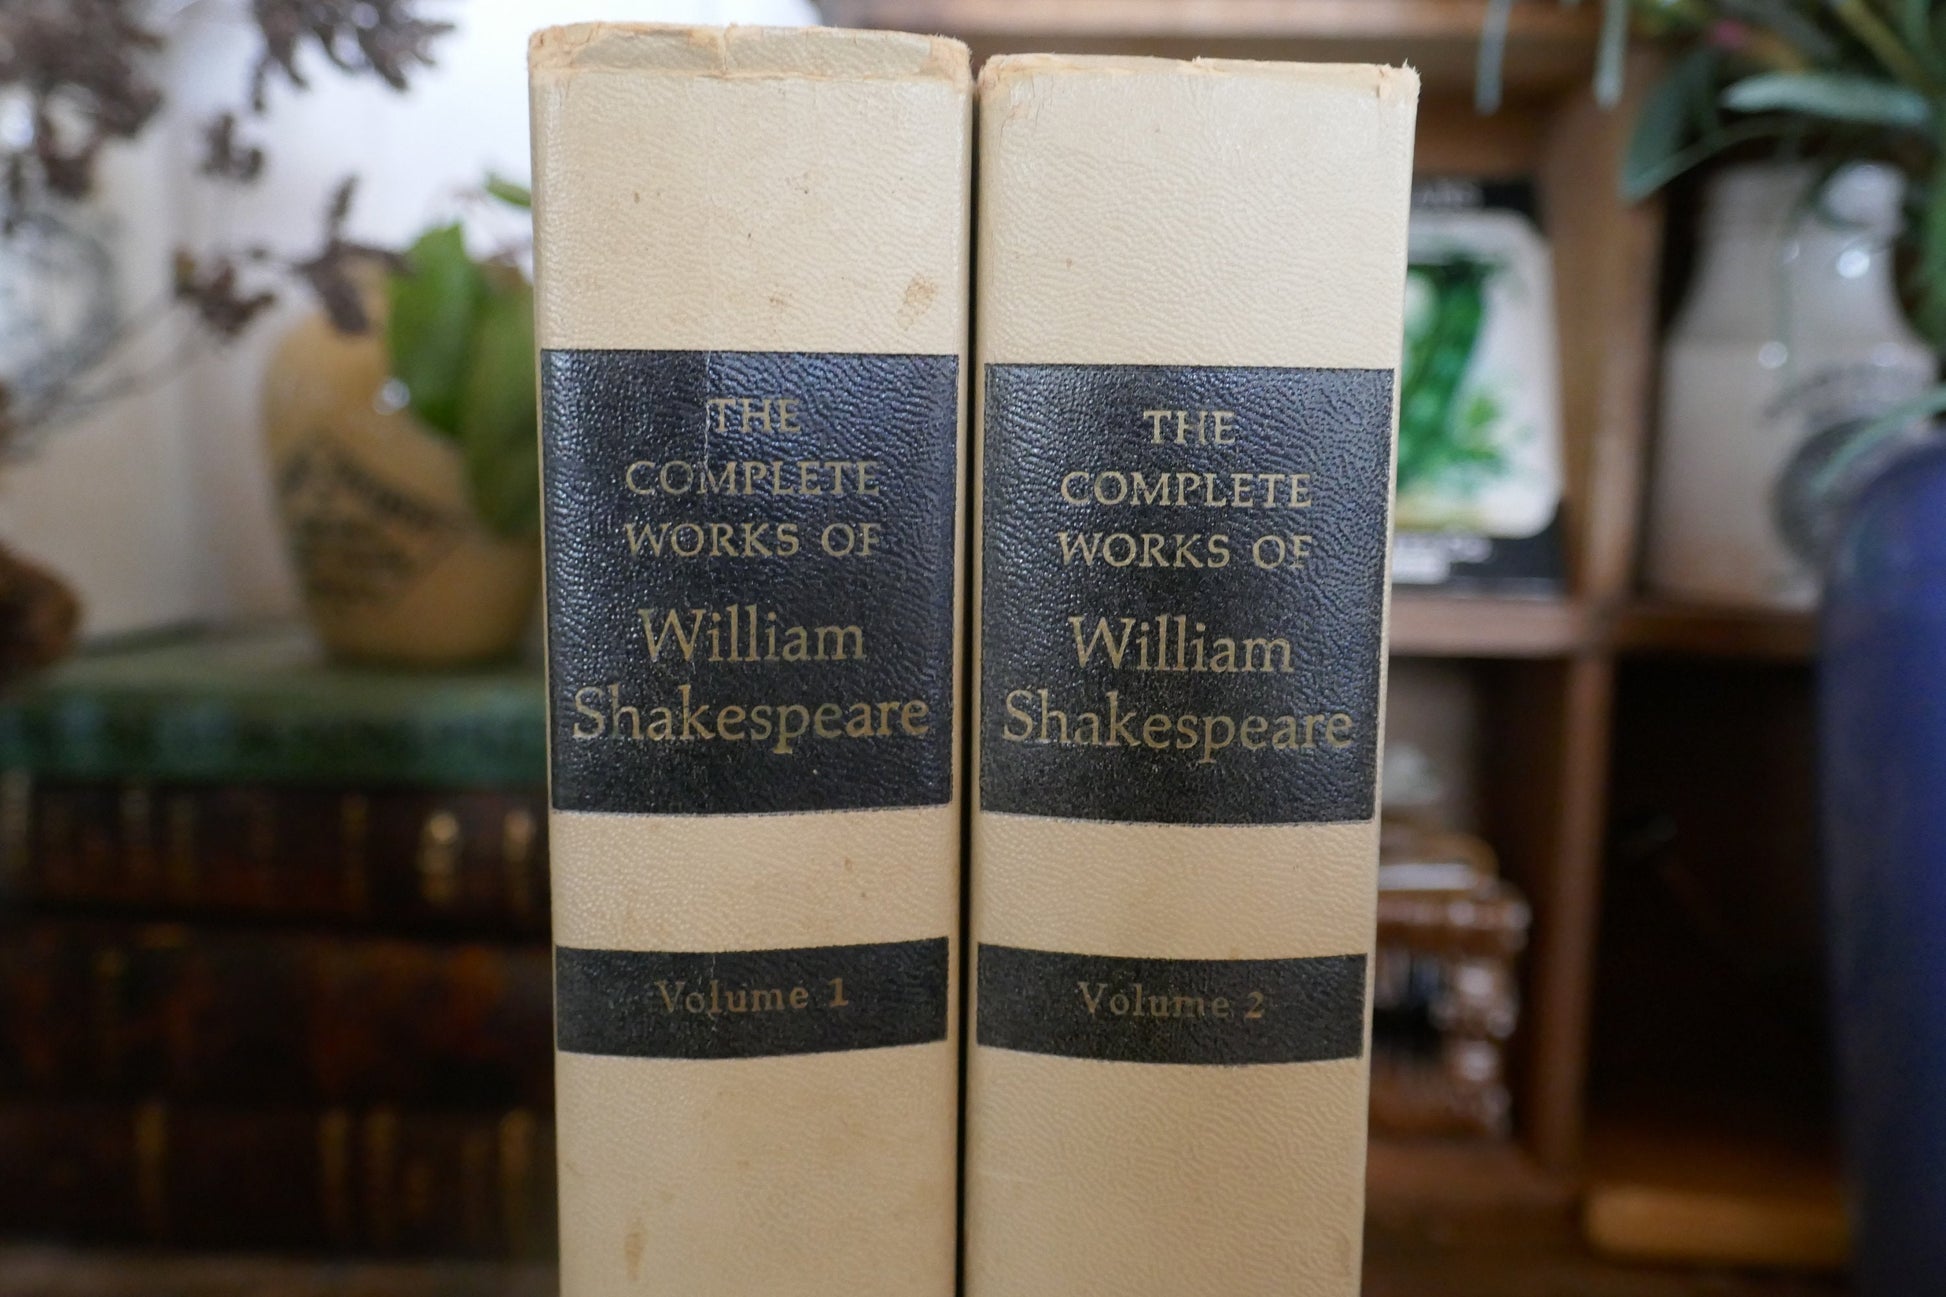 THE
COMPLETE
WORKS OF
William
Shakespeare
Volume 1
THE
COMPLETE
WORKS OF
William
Shakespeare
Volume 2